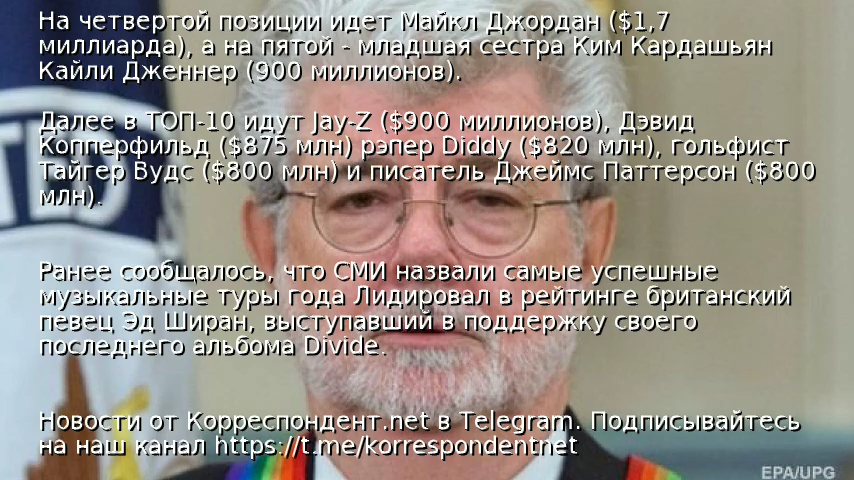 На четвертой позиции идет Майкл Джордан ($1,7
миллиарда), а на пятой - младшая сестра Ким Кардашьян
Кайли Дженнер (900 миллионов).
Далее в ТОП-10 идут Jay-Z ($900 миллионов), Дэвид
Копперфильд ($875 млн) рэпер Diddy ($820 млн), гольфист
Тайгер Вудс ($800 млн) и писатель Джеймс Паттерсон ($800
млн).
Ранее сообщалось, что СМИ назвали самые успешные
музыкальные туры года Лидировал в рейтинге британский
певец Эд Ширан, выступавший в поддержку своего
последнего альбома Divide.
Новости от Корреспондент.net в Telegram. Подписывайтесь
на наш канал https://t.me/korrespondentnet
EPA/UPG